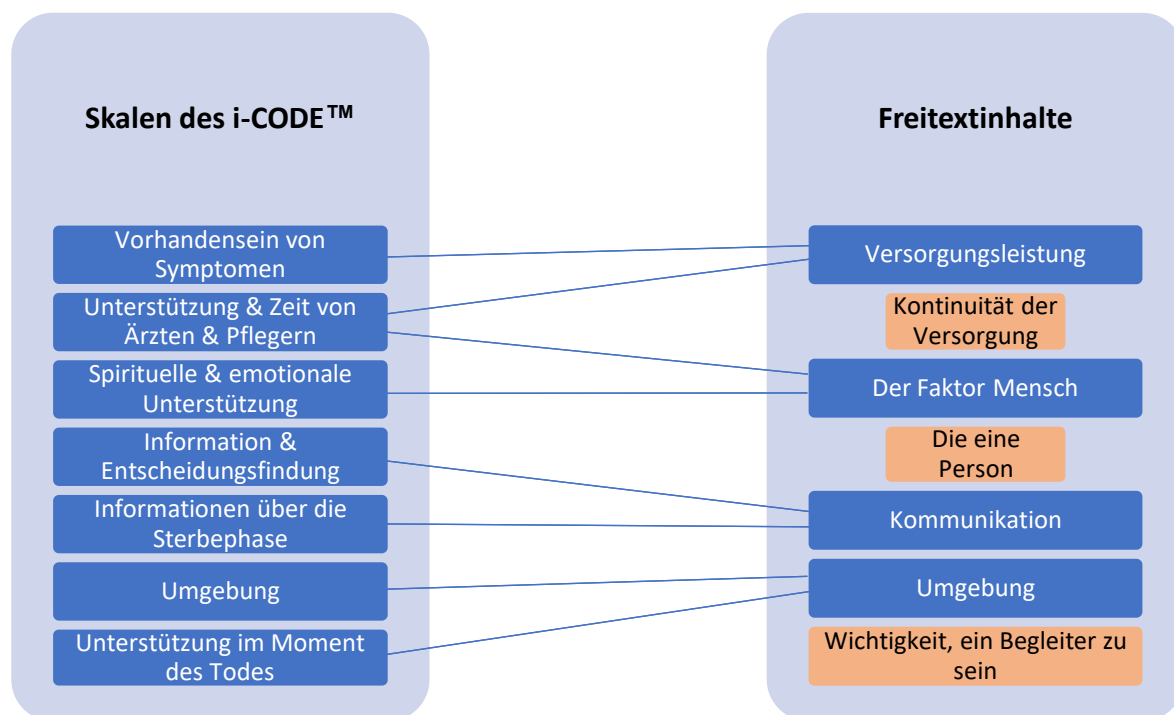 Skalen des i-CODE™
Vorhandensein von
Symptomen
Unterstützung & Zeit von
Ärzten & Pflegern
Spirituelle & emotionale
Unterstützung
Information &
Entscheidungsfindung
Informationen über die
Sterbephase
Umgebung
Unterstützung im Moment
des Todes
Freitextinhalte
Versorgungsleistung
Kontinuität der
Versorgung
Der Faktor Mensch
Die eine
Person
Kommunikation
Umgebung
Wichtigkeit, ein Begleiter zu
sein